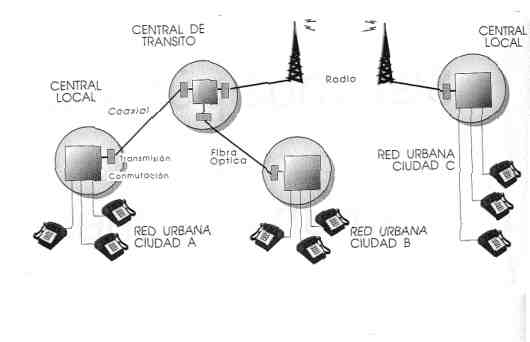 CENTRAL DE
TRANSITO
CENTRAL
LOCAL
CENTRAL
LOCAL
Radio
Coaxial
Fibra
Optica
Transmisión
Conmutación
RED URBANA
CIUDAD C
RED URBANA
CIUDAD A
RED URBANA
CIUDAD B